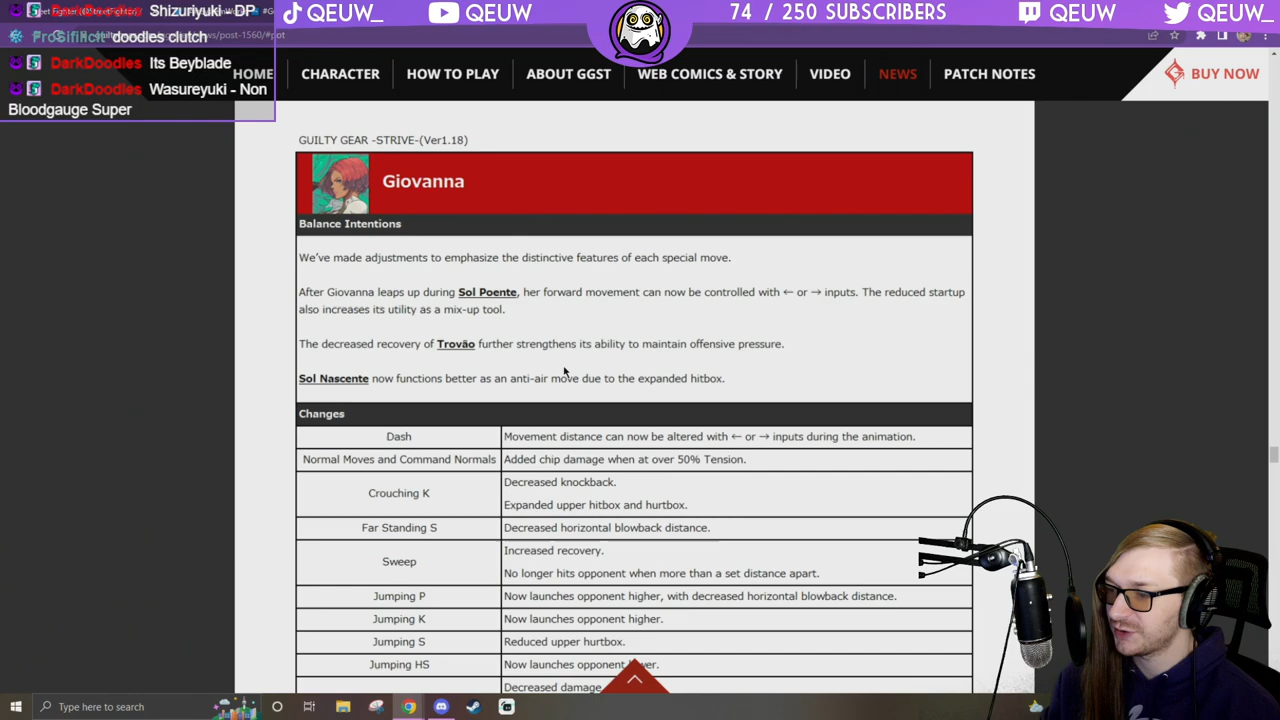 DarkDoodles Shizuyuki - DP
doodles clutch
DarkDoodles Its Beyblade
DarkDoodles Wasureyuki - Non
Bloodgauge Super
QEUW_
QEUW
74 / 250 SUBSCRIBERS
QEUW
QEUW_
HOME
CHARACTER
HOW TO PLAY
ABOUT GGST
WEB COMICS & STORY
VIDEO
NEWS
PATCH NOTES
BUY NOW
GUILTY GEAR -STRIVE-(Ver1.18)
Giovanna
Balance Intentions
We've made adjustments to emphasize the distinctive features of each special move.
After Giovanna leaps up during Sol Poente, her forward movement can now be controlled with ← or → inputs. The reduced startup
also increases its utility as a mix-up tool.
The decreased recovery of Trovão further strengthens its ability to maintain offensive pressure.
Sol Nascente now functions better as an anti-air move due to the expanded hitbox.
Changes
Dash Movement distance can now be altered with ← or → inputs during the animation.
Normal Moves and Command Normals Added chip damage when at over 50% Tension.
Crouching K
Decreased knockback.
Expanded upper hitbox and hurtbox.
Far Standing S Decreased horizontal blowback distance.
Sweep
Increased recovery.
No longer hits opponent when more than a set distance apart.
Jumping P Now launches opponent higher, with decreased horizontal blowback distance.
Jumping K Now launches opponent higher.
Jumping S Reduced upper hurtbox.
Jumping HS Now launches opponent
Decreased damage
Type here to search